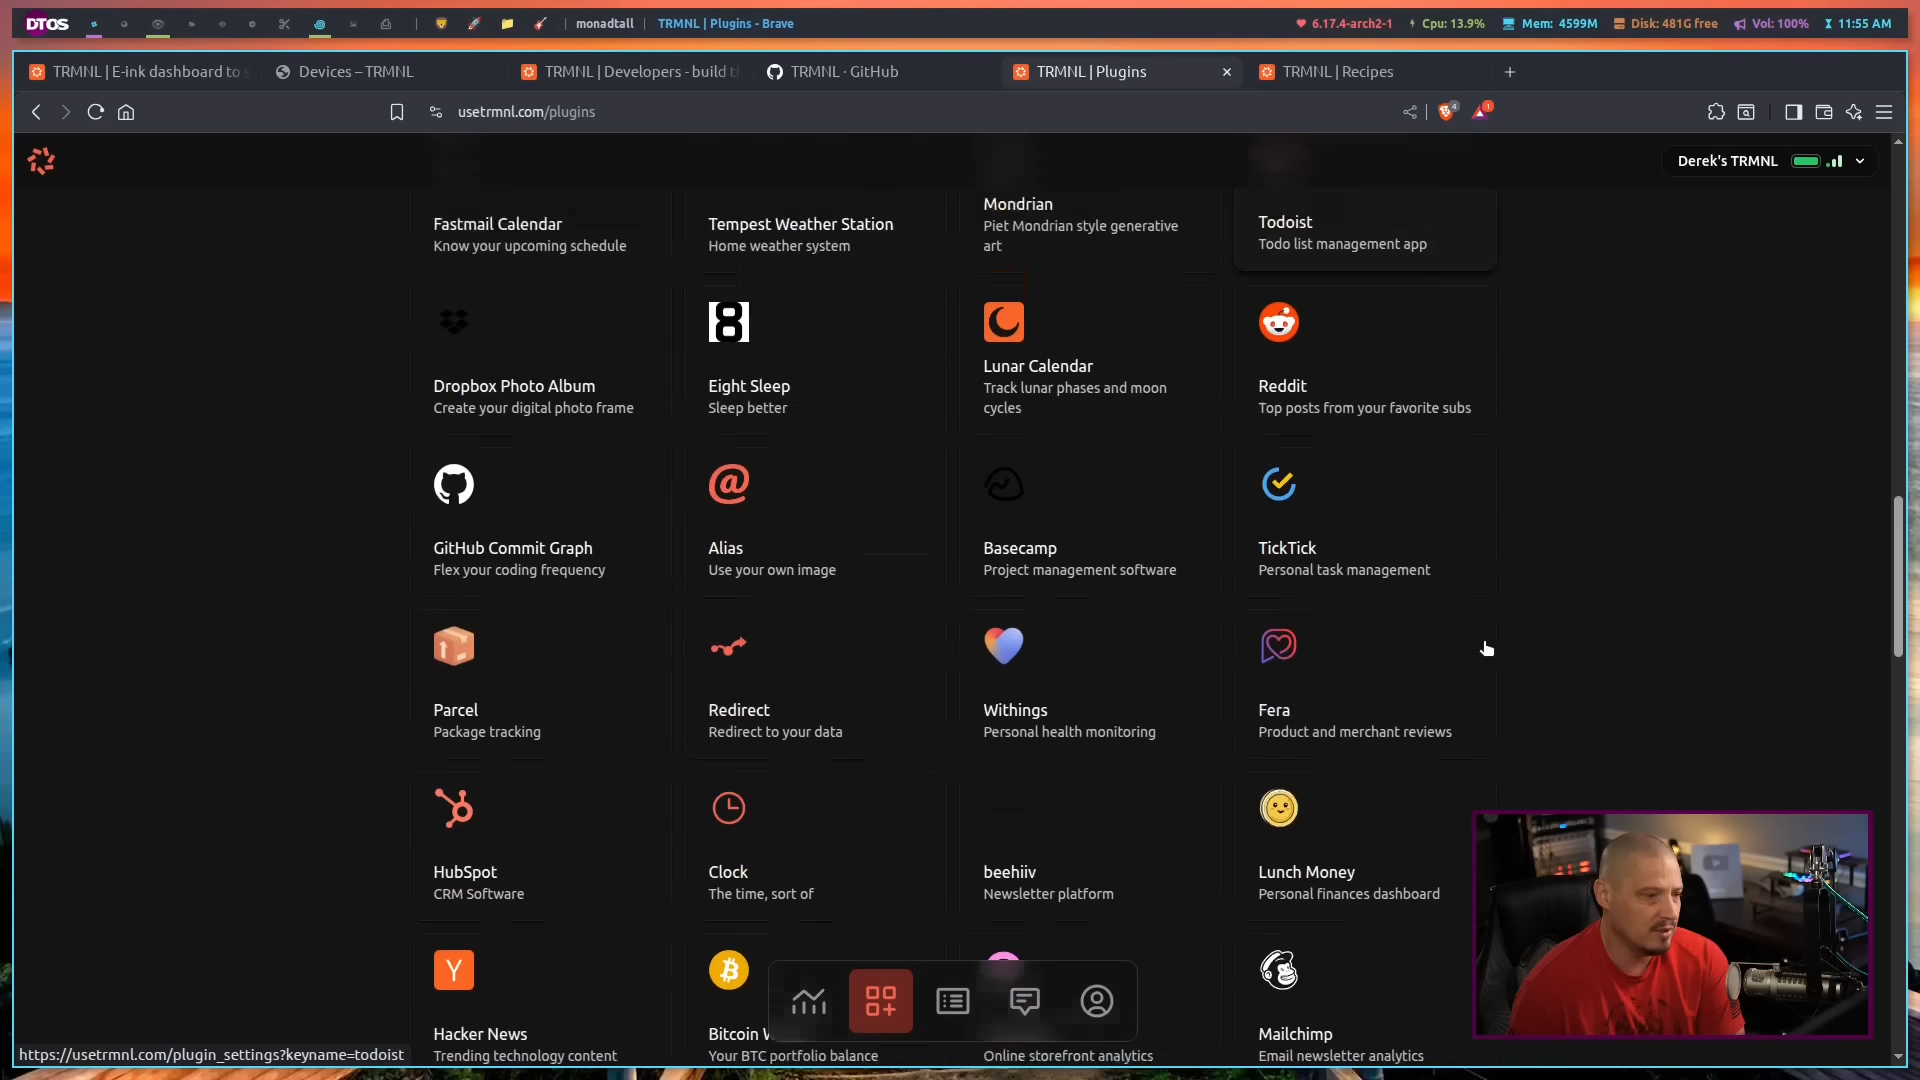 DTOS
monadtall
TRMNL | Plugins - Brave
6.17.4-arch2-1
Cpu: 13.9%
Mem: 4599M
Disk: 481G free
Vol: 100%
11:55 AM
TRMNL | E-ink dashboard to s
Devices – TRMNL
TRMNL | Developers - build t
TRMNL · GitHub
TRMNL | Plugins
TRMNL | Recipes
usetrmnl.com/plugins
4
1
Derek's TRMNL
Fastmail Calendar
Know your upcoming schedule
Tempest Weather Station
Home weather system
Mondrian
Piet Mondrian style generative
art
Todoist
Todo list management app
Dropbox Photo Album
Create your digital photo frame
8
Eight Sleep
Sleep better
Lunar Calendar
Track lunar phases and moon
cycles
Reddit
Top posts from your favorite subs
GitHub Commit Graph
Flex your coding frequency
@
Alias
Use your own image
Basecamp
Project management software
TickTick
Personal task management
Parcel
Package tracking
Redirect
Redirect to your data
Withings
Personal health monitoring
Fera
Product and merchant reviews
HubSpot
CRM Software
Clock
The time, sort of
beehiiv
Newsletter platform
Lunch Money
Personal finances dashboard
Y
Hacker News
Trending technology content
Bitcoin W
Your BTC portfolio balance
Online storefront analytics
Mailchimp
Email newsletter analytics
https://usetrmnl.com/plugin_settings?keyname=todoist